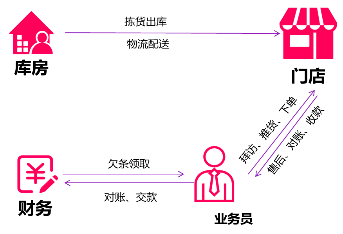 拣货出库
物流配送
库房
门店
拜访、推货、下单
售后、对账、收款
欠条领取
对账、交款
财务
业务员